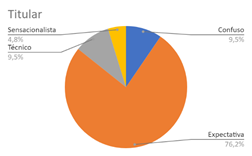 Titular
Sensacionalista
4,8%
Técnico
9,5%
Confuso
9,5%
Expectativa
76,2%